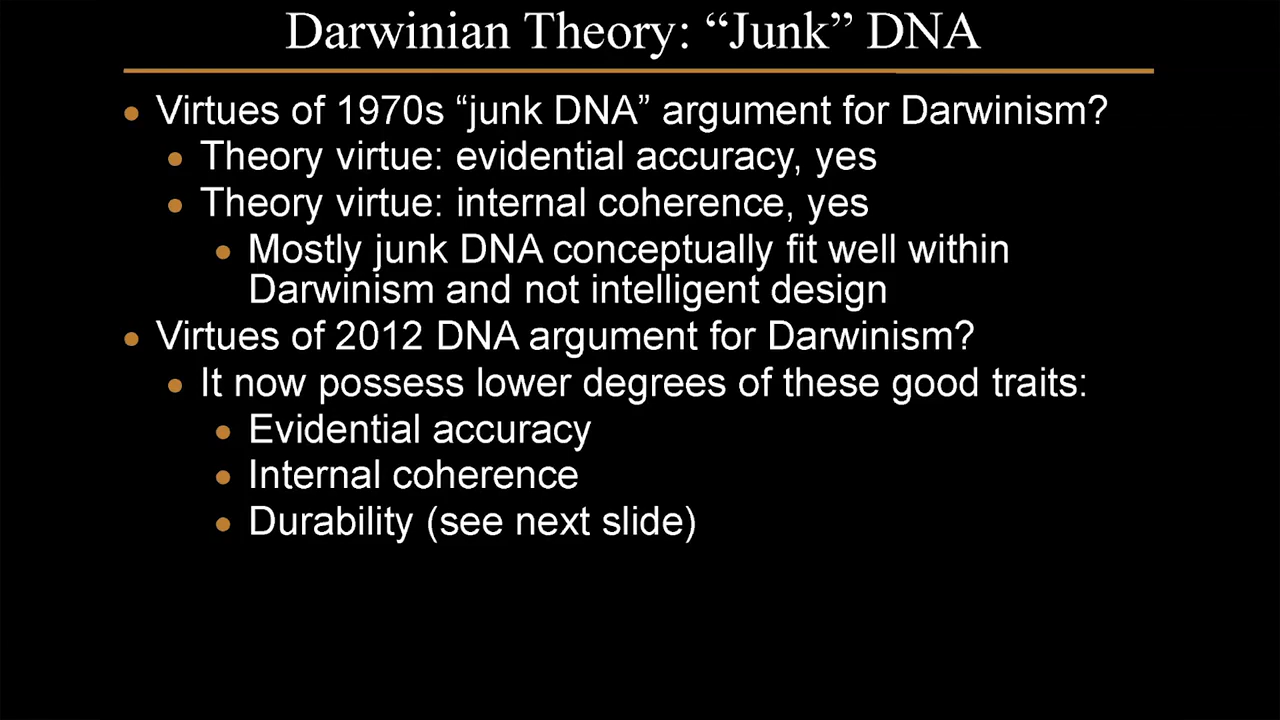 Darwinian Theory: “Junk” DNA
• Virtues of 1970s “junk DNA” argument for Darwinism?
• Theory virtue: evidential accuracy, yes
• Theory virtue: internal coherence, yes
• Mostly junk DNA conceptually fit well within
Darwinism and not intelligent design
• Virtues of 2012 DNA argument for Darwinism?
• It now possess lower degrees of these good traits:
• Evidential accuracy
• Internal coherence
• Durability (see next slide)